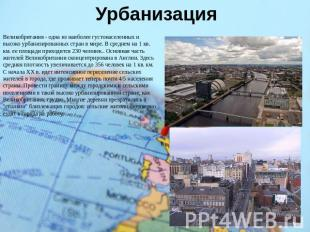 Урбанизация
Великобритания - одна из наиболее густонаселенных и
высоко урбанизированных стран в мире. В среднем на 1 кв.
км. ее площади приходится 230 человек. Основная часть
жителей Великобритании сконцентрирована в Англии. Здесь
средняя плотность увеличивается до 356 человек на 1 кв. км.
С начала XX в. идет интенсивное переселение сельских
жителей в города, где проживает теперь почти 4/5 населения
страны. Провести границу между городскими и сельскими
поселениями в такой высоко урбанизированной стране, как
Великобритания, трудно. Многие деревни превратились в
"спальни" близлежащих городов: сельские жители ежедневно
ездят в города на работу.
PPt4WEB.ru